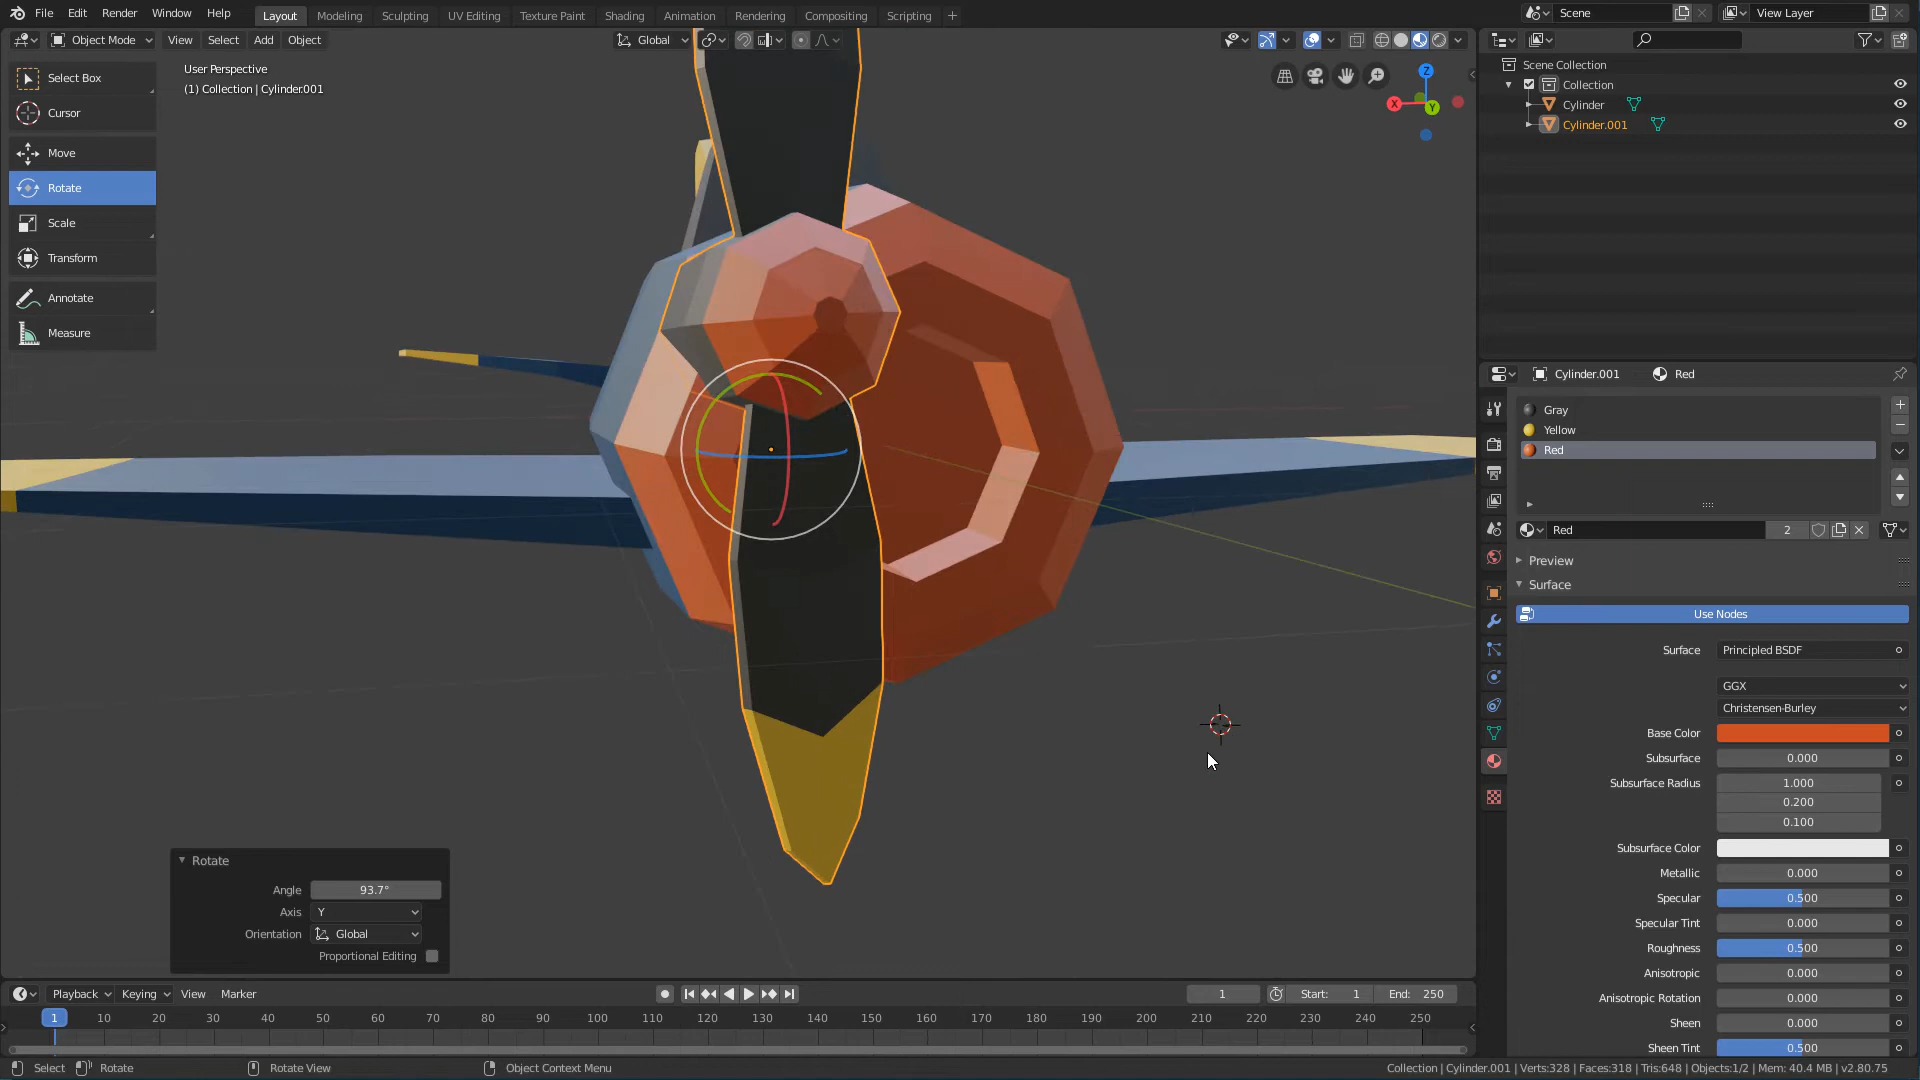 File Edit Render Window Help Layout Modeling Sculpting UV Editing Texture Paint Shading Animation Rendering Compositing Scripting + Scene View Layer
Object Mode View Select Add Object Global
Select Box
Cursor
Move
Rotate
Scale
Transform
Annotate
Measure
User Perspective
(1) Collection | Cylinder.001
Z
X
Y
Scene Collection
Collection
Cylinder
Cylinder.001
Cylinder.001 Red
Gray
Yellow
Red
Red 2
Preview
Surface
Use Nodes
Surface Principled BSDF
GGX
Christensen-Burley
Base Color
Subsurface 0.000
Subsurface Radius 1.000
0.200
0.100
Subsurface Color
Metallic 0.000
Specular 0.500
Specular Tint 0.000
Roughness 0.500
Anisotropic 0.000
Anisotropic Rotation 0.000
Sheen 0.000
Sheen Tint 0.500
Rotate
Angle 93.7°
Axis Y
Orientation Global
Proportional Editing
Playback Keying View Marker 1 Start: 1 End: 250
1 10 20 30 40 50 60 70 80 90 100 110 120 130 140 150 160 170 180 190 200 210 220 230 240 250
Select Rotate Rotate View Object Context Menu Collection | Cylinder.001 | Verts:328 | Faces:318 | Tris:648 | Objects:1/2 | Mem: 40.4 MB | v2.80.75